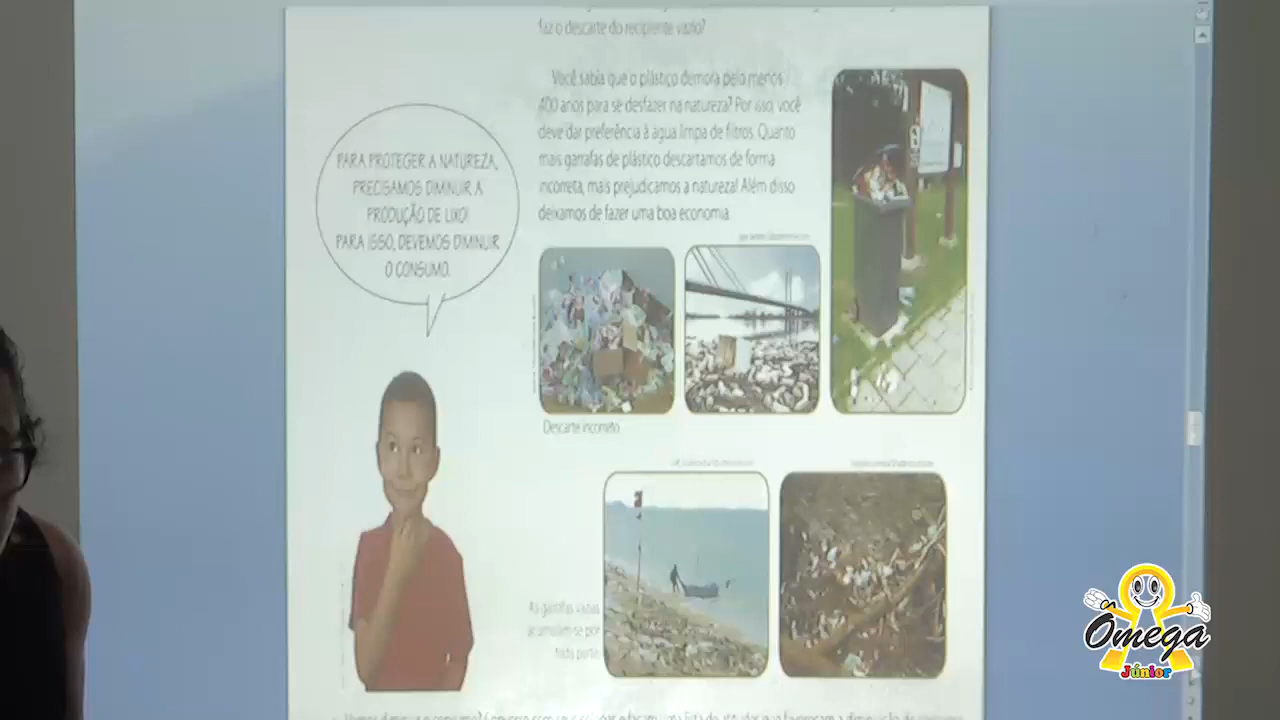 faz o descarte do recipiente vazio?
Você sabia que o plástico demora pelo menos
400 anos para se desfazer na natureza? Por isso, você
deve dar preferência à água limpa de filtros. Quanto
mais garrafas de plástico descartamos de forma
incorreta, mais prejudicamos a natureza! Além disso
deixamos de fazer uma boa economia.
PARA PROTEGER A NATUREZA,
PRECISAMOS DIMINUIR A
PRODUÇÃO DE LIXO!
PARA ISSO, DEVEMOS DIMINUIR
O CONSUMO.
Descarte incorreto.
As garrafas vazias
acumulam-se por
toda parte.
Ômega
Júnior